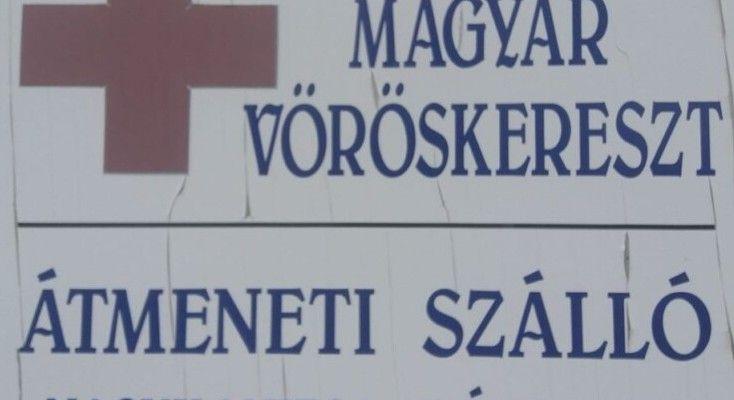 MAGYAR
VÖRÖSKERESZT
ÁTMENETI SZÁLLÓ